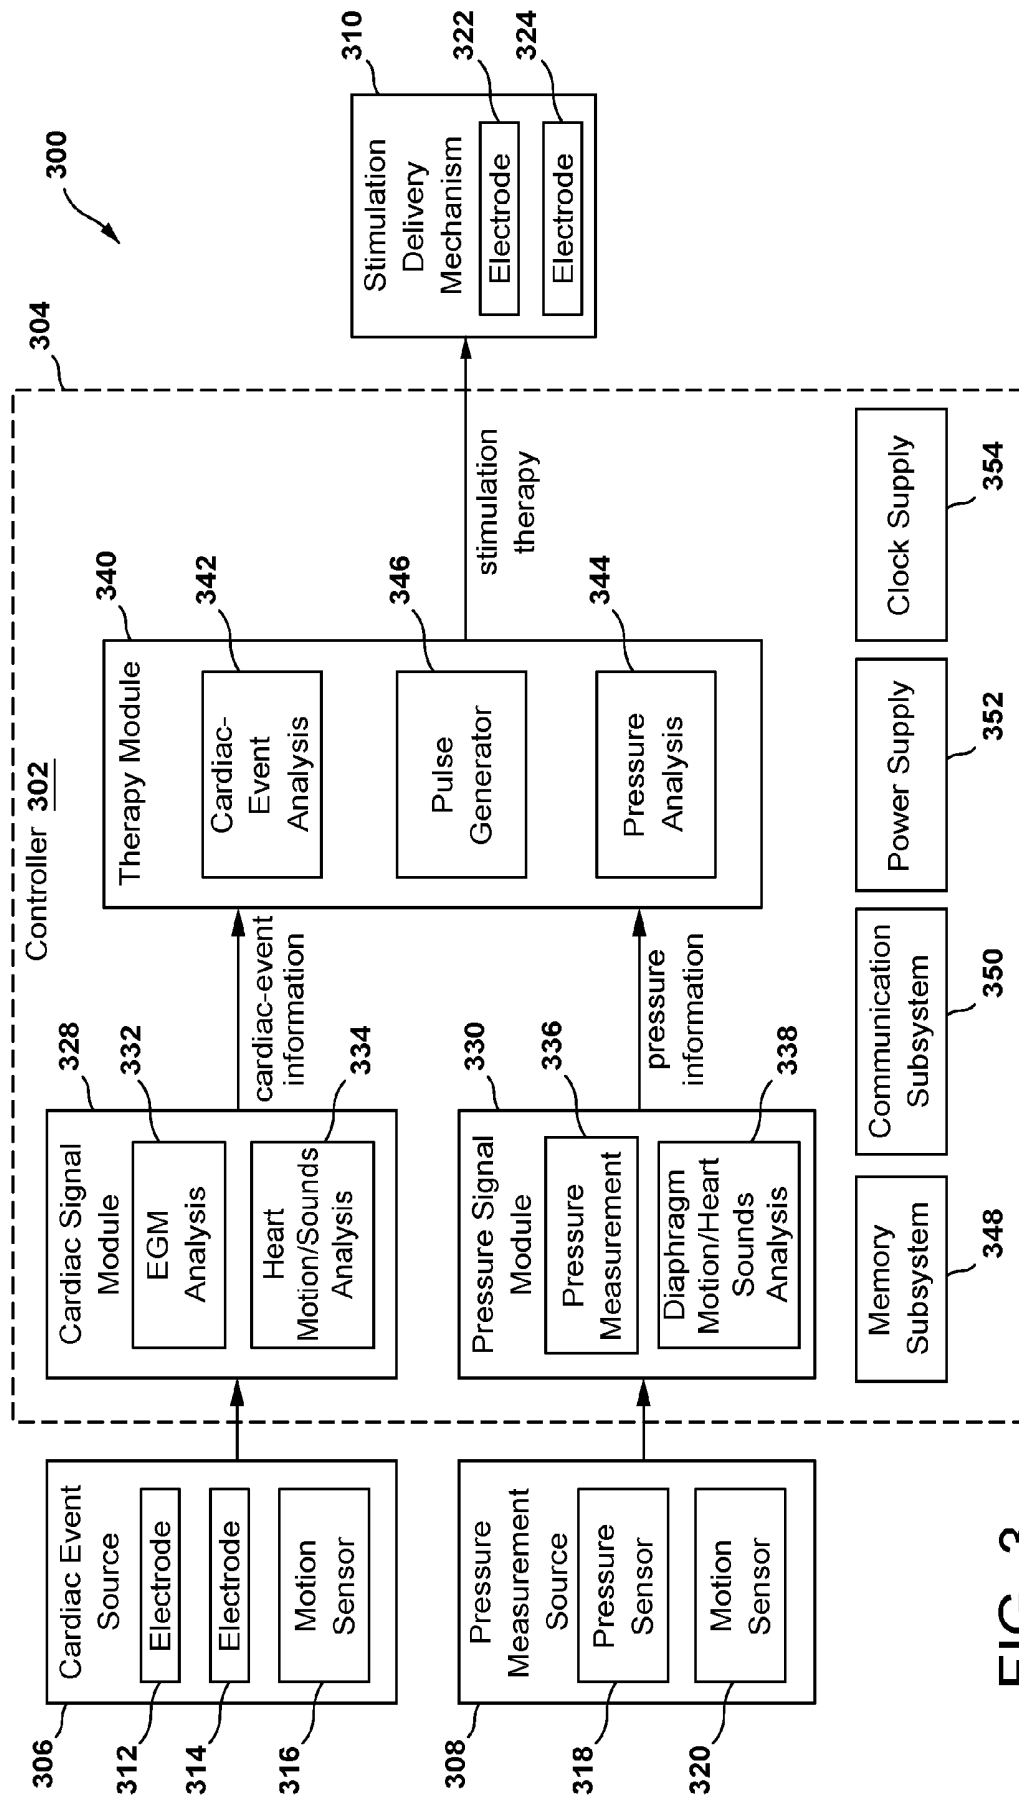 300
304
Controller 302
306
Cardiac Event
Source
312
Electrode
314
Electrode
316
Motion
Sensor
308
Pressure
Measurement
Source
318
Pressure
Sensor
320
Motion
Sensor
328
Cardiac Signal
Module
332
EGM
Analysis
334
Heart
Motion/Sounds
Analysis
cardiac-event
information
330
Pressure Signal
Module
336
Pressure
Measurement
338
Diaphragm
Motion/Heart
Sounds
Analysis
pressure
information
340
Therapy Module
342
Cardiac-
Event
Analysis
346
Pulse
Generator
344
Pressure
Analysis
stimulation
therapy
310
Stimulation
Delivery
Mechanism
322
Electrode
324
Electrode
Memory
Subsystem
348
Communication
Subsystem
350
Power Supply
352
Clock Supply
354
FIG. 3